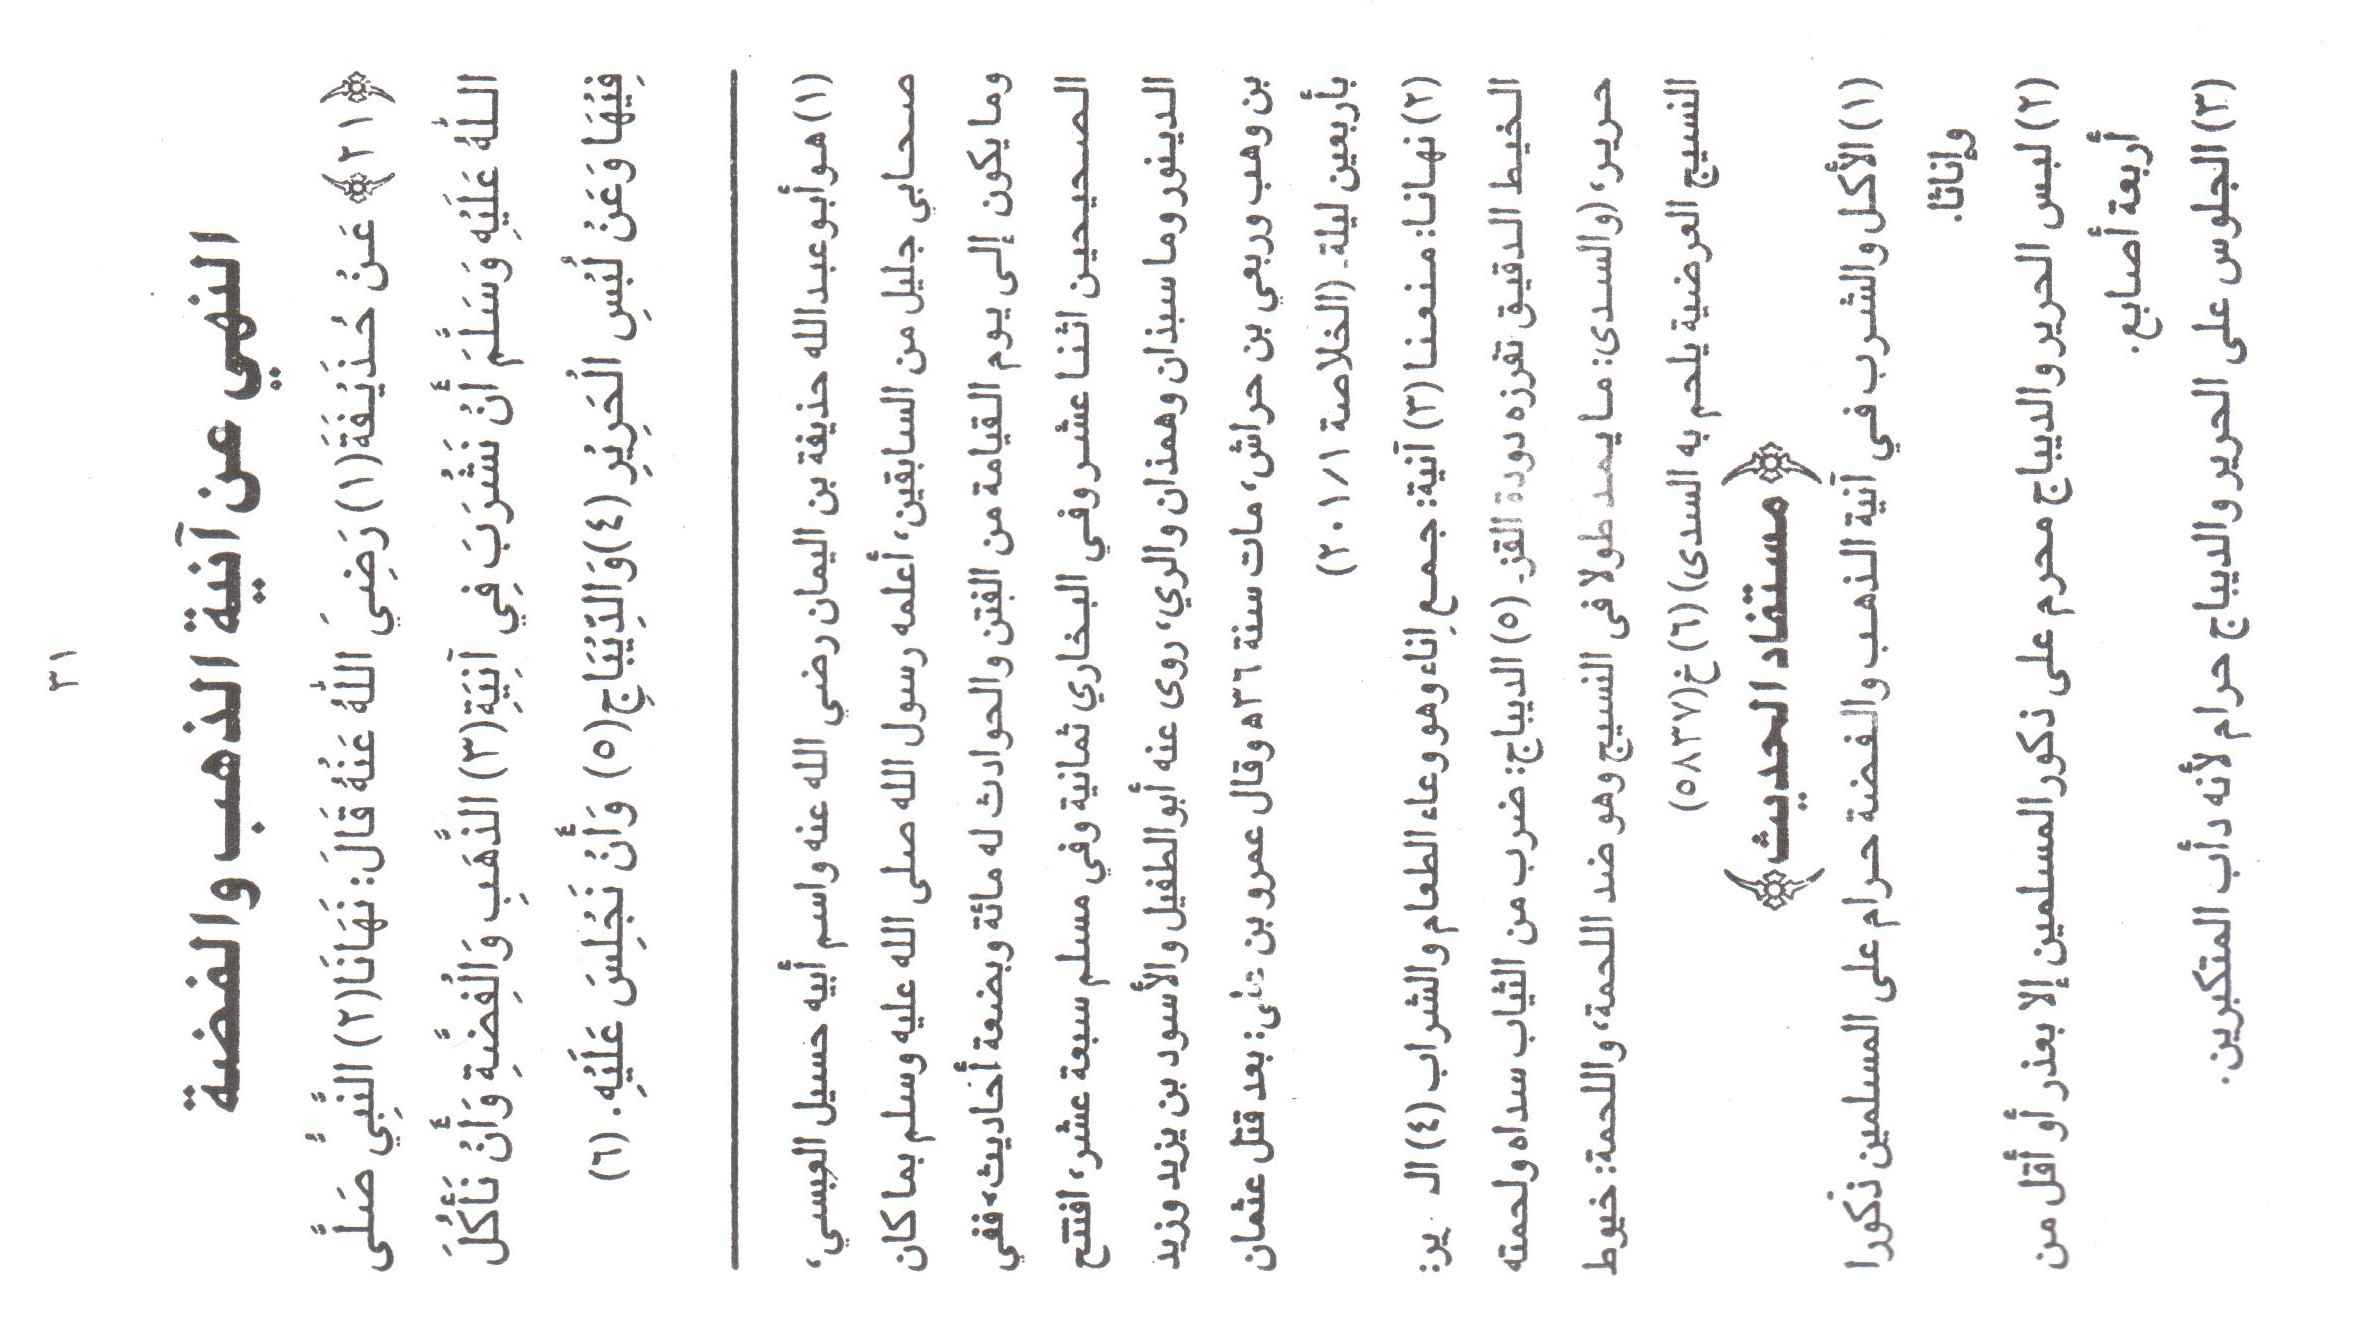 ٣١
النهي عن آنية الذهب والفضة
﴿٢١﴾ عَنْ حُذَيْفَةَ(١) رَضِيَ اللّٰهُ عَنْهُ قَالَ: نَهَانَا(٢) النَّبِيُّ صَلَّى
اللّٰهُ عَلَيْهِ وَسَلَّمَ أَنْ نَشْرَبَ فِي آنِيَةِ(٣) الذَّهَبِ وَالْفِضَّةِ وَأَنْ نَأْكُلَ
فِيْهَا وَعَنْ لُبْسِ الْحَرِيْرِ (٤)وَالدِّيْبَاجِ(٥) وَأَنْ نَجْلِسَ عَلَيْهِ. (٦)
(١) هو أبو عبدالله حذيفة بن اليمان رضي الله عنه واسم أبيه حسيل العبسي،
صحابي جليل من السابقين، أعلمه رسول الله صلى الله عليه وسلم بما كان
وما يكون إلى يوم القيامة من الفتن والحوادث له مائة وبضعة أحاديث، ففي
الصحيحين اثنا عشر وفي البخاري ثمانية وفي مسلم سبعة عشر، افتتح
الدينور وما سبذان وهمذان والري، روى عنه أبو الطفيل والأسود بن يزيد وزيد
بن وهب وربعي بن حراش، مات سنة ٣٦ه وقال عمرو بن على: بعد قتل عثمان
بأربعين ليلة. (الخلاصة ٢٠١/١)
(٢) نهانا: منعنا (٣) آنية: جمع إناء وهو وعاء الطعام والشراب (٤)
الخيط الدقيق تفرزه دودة القز. (٥) الديباج: ضرب من الثياب سداه ولحمته
حرير، (والسدى: ما يمد طولا فى النسيج وهو ضد اللحمة، واللحمة: خيوط
النسيج العرضية يلحم به السدى) (٦) خ(٥٨٣٧)
﴿مستفاد الحديث﴾
(١) الأكل والشرب في آنية الذهب والفضة حرام على المسلمين ذكورا
وإناثا.
(٢) لبس الحرير والديباج محرم على ذكور المسلمين إلا بعذر أو أقل من
أربعة أصابع.
(٣) الجلوس على الحرير والديباج حرام لأنه دأب المتكبرين.